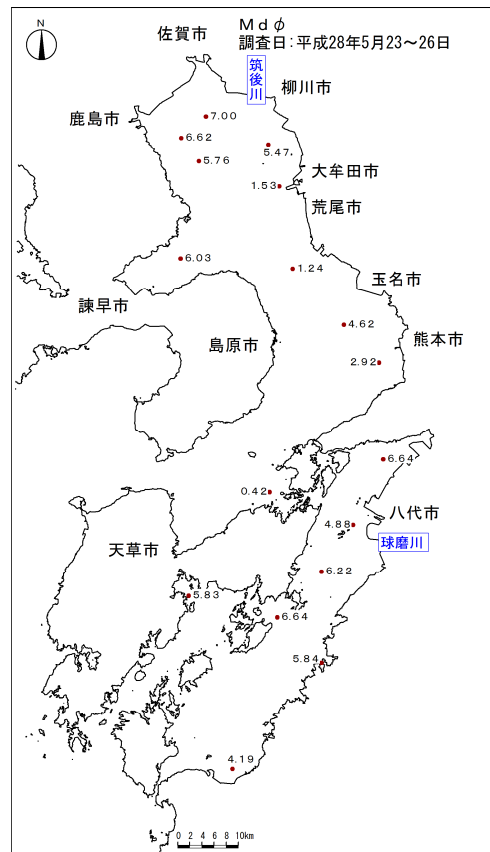 N
Mdφ
調査日:平成28年5月23～26日
佐賀市
筑後川
柳川市
鹿島市
7.00
6.62
5.76
5.47
大牟田市
1.53
荒尾市
6.03
1.24
玉名市
諫早市
島原市
4.62
熊本市
2.92
6.64
0.42
八代市
4.88
球磨川
天草市
6.22
5.83
6.64
5.84
4.19
0 2 4 6 8 10km